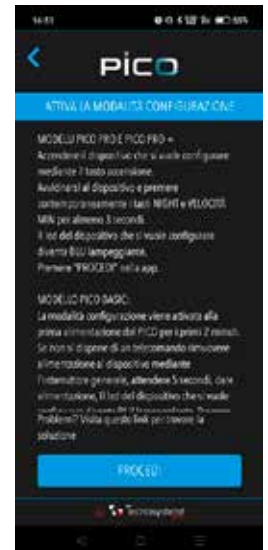 PICO
ATTIVA LA MODALITÀ CONFIGURAZIONE
MODELLI PICO PRO E PICO PRO +
Accendere il dispositivo che si vuole configurare
mediante il tasto accensione.
Avvicinarsi al dispositivo e premere
contemporaneamente i tasti NIGHT e VELOCITÀ
MIN per almeno 3 secondi.
Il led del dispositivo che si vuole configurare
diventa BLU lampeggiante.
Premere "PROCEDI" nella app.
MODELLO PICO BASIC:
La modalità configurazione viene attivata alla
prima alimentazione del PICO per i primi 2 minuti.
Se non si dispone di un telecomando rimuovere
alimentazione al dispositivo mediante
l'interruttore generale, attendere 5 secondi, dare
alimentazione, Il led del dispositivo che si vuole
Problemi? Visita questo link per trovare la
soluzione
PROCEDI
Tecnosystemi